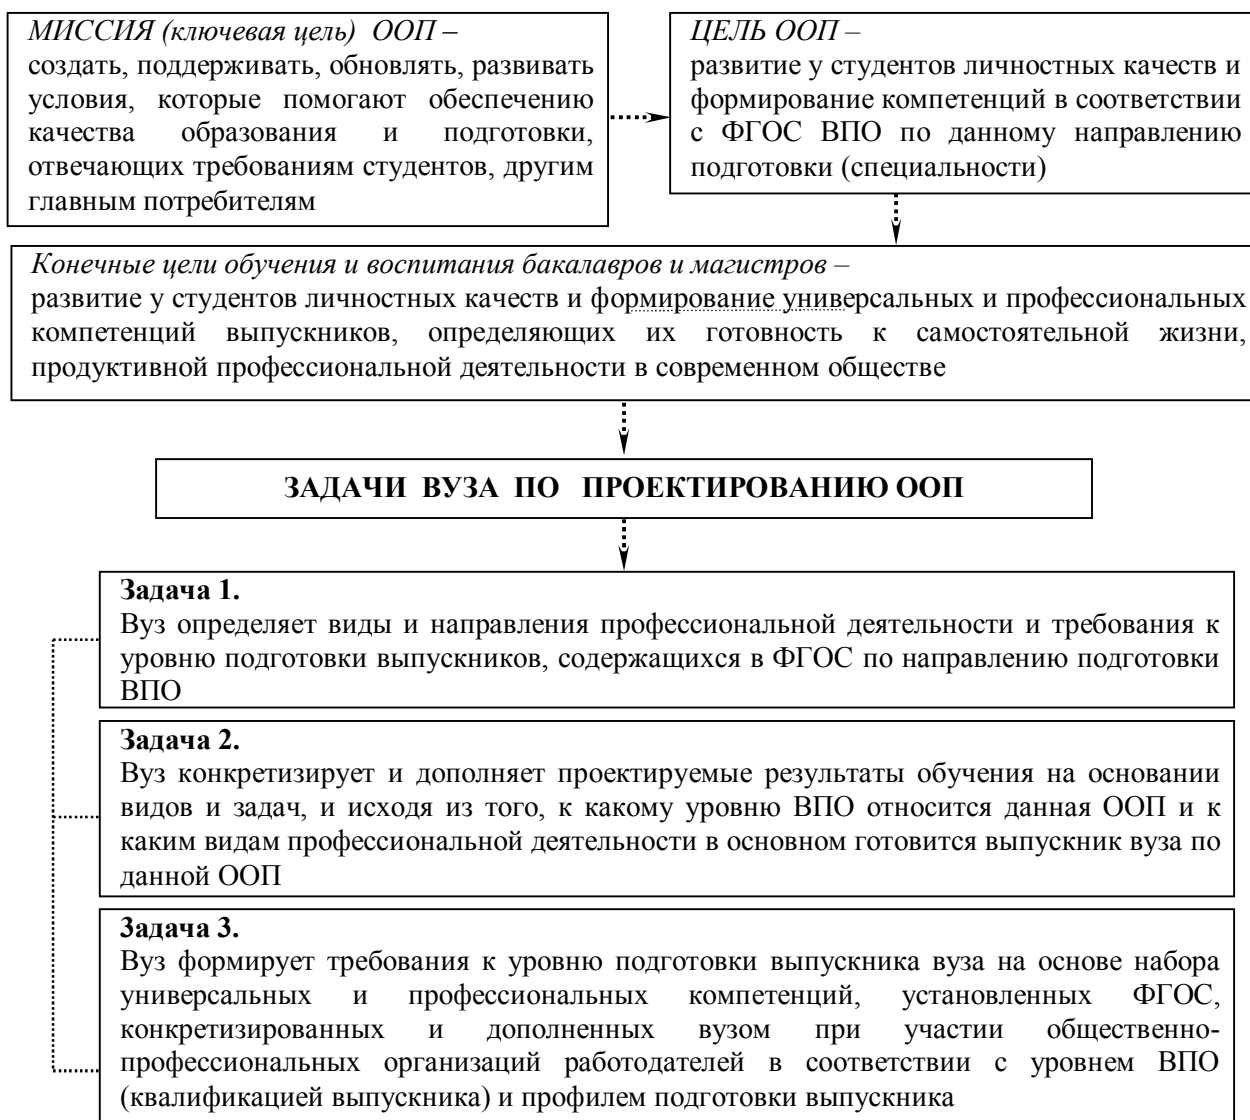 МИССИЯ (ключевая цель) ООП –
создать, поддерживать, обновлять, развивать
условия, которые помогают обеспечению
качества образования и подготовки,
отвечающих требованиям студентов, другим
главным потребителям
ЦЕЛЬ ООП –
развитие у студентов личностных качеств и
формирование компетенций в соответствии
с ФГОС ВПО по данному направлению
подготовки (специальности)
Конечные цели обучения и воспитания бакалавров и магистров –
развитие у студентов личностных качеств и формирование универсальных и профессиональных
компетенций выпускников, определяющих их готовность к самостоятельной жизни,
продуктивной профессиональной деятельности в современном обществе
ЗАДАЧИ ВУЗА ПО ПРОЕКТИРОВАНИЮ ООП
Задача 1.
Вуз определяет виды и направления профессиональной деятельности и требования к
уровню подготовки выпускников, содержащихся в ФГОС по направлению подготовки
ВПО
Задача 2.
Вуз конкретизирует и дополняет проектируемые результаты обучения на основании
видов и задач, и исходя из того, к какому уровню ВПО относится данная ООП и к
каким видам профессиональной деятельности в основном готовится выпускник вуза по
данной ООП
Задача 3.
Вуз формирует требования к уровню подготовки выпускника вуза на основе набора
универсальных и профессиональных компетенций, установленных ФГОС,
конкретизированных и дополненных вузом при участии общественно-
профессиональных организаций работодателей в соответствии с уровнем ВПО
(квалификацией выпускника) и профилем подготовки выпускника